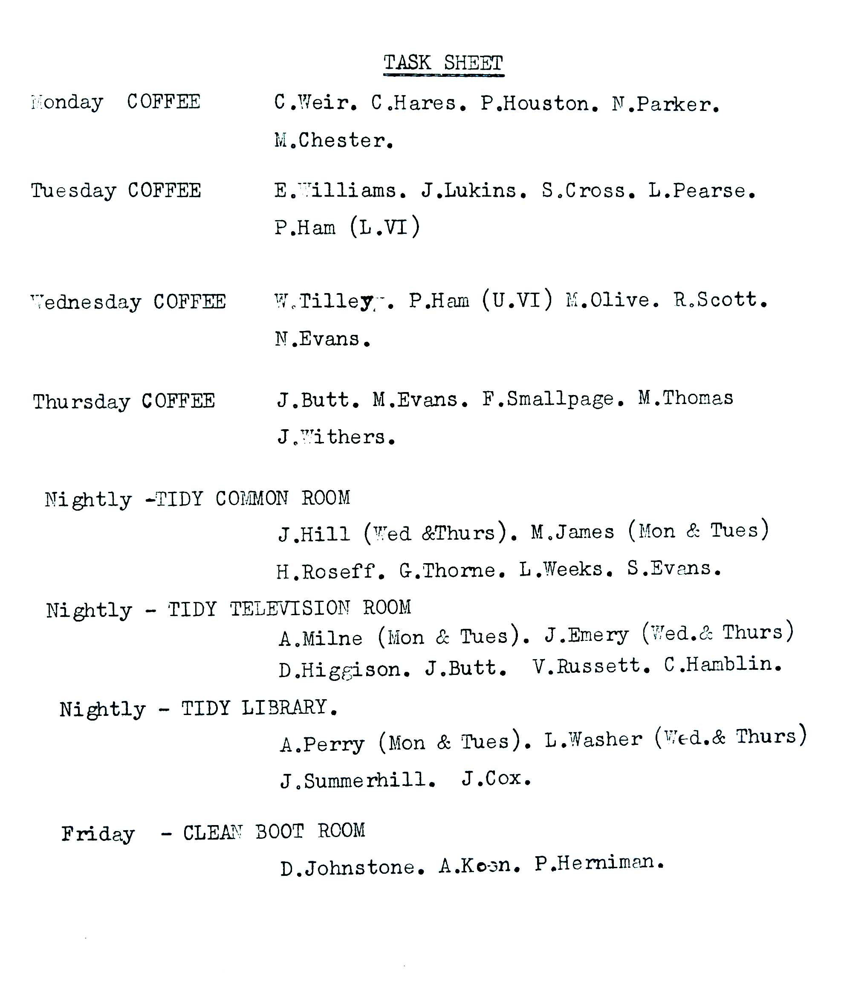 TASK SHEET
Monday COFFEE C.Weir. C.Hares. P.Houston. N.Parker.
M.Chester.
Tuesday COFFEE E.Williams. J.Lukins. S.Cross. L.Pearse.
P.Ham (L.VI)
Wednesday COFFEE W.Tilley. P.Ham (U.VI) M.Olive. R.Scott.
N.Evans.
Thursday COFFEE J.Butt. M.Evans. F.Smallpage. M.Thomas
J.Withers.
Nightly -TIDY COMMON ROOM
J.Hill (Wed &Thurs). M.James (Mon & Tues)
H.Roseff. G.Thorne. L.Weeks. S.Evans.
Nightly - TIDY TELEVISION ROOM
A.Milne (Mon & Tues). J.Emery (Wed.& Thurs)
D.Higgison. J.Butt. V.Russett. C.Hamblin.
Nightly - TIDY LIBRARY.
A.Perry (Mon & Tues). L.Washer (Wed.& Thurs)
J.Summerhill. J.Cox.
Friday - CLEAN BOOT ROOM
D.Johnstone. P.Herniman.